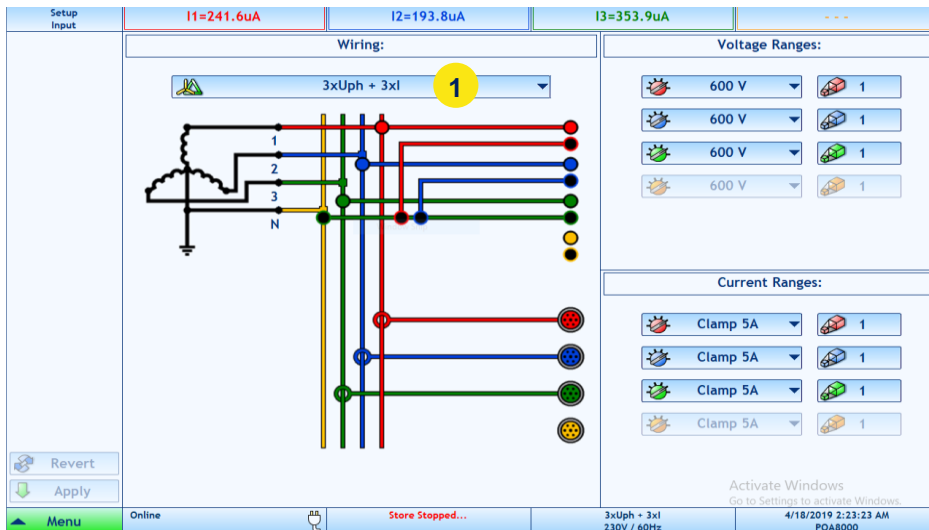 Setup
Input
I1=241.6uA
I2=193.8uA
I3=353.9uA
- - -
Wiring:
3xUph + 3xI
1
1
2
3
N
Voltage Ranges:
600 V
1
600 V
1
600 V
1
600 V
1
Current Ranges:
Clamp 5A
1
Clamp 5A
1
Clamp 5A
1
Clamp 5A
1
Revert
Apply
Activate Windows
Go to Settings to activate Windows.
Menu
Online
Store Stopped...
3xUph + 3xI
230V / 60Hz
4/18/2019 2:23:23 AM
POA8000